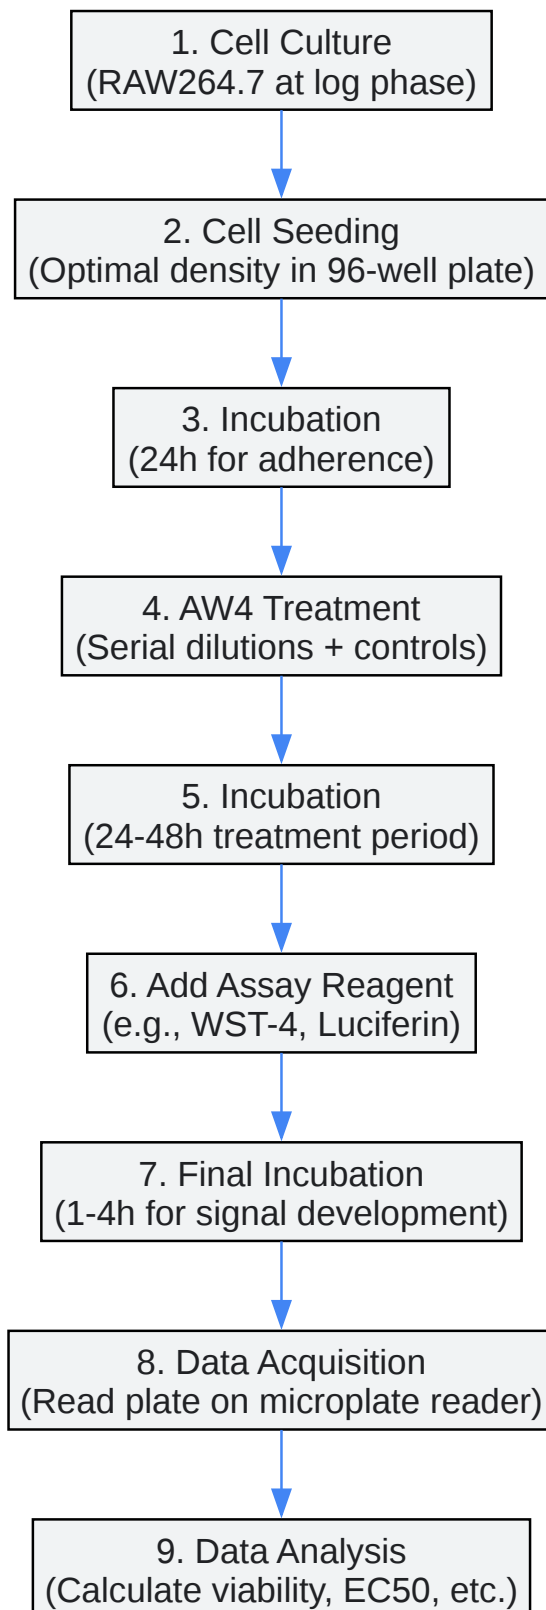 1. Cell Culture
(RAW264.7 at log phase)
2. Cell Seeding
(Optimal density in 96-well plate)
3. Incubation
(24h for adherence)
4. AW4 Treatment
(Serial dilutions + controls)
5. Incubation
(24-48h treatment period)
6. Add Assay Reagent
(e.g., WST-4, Luciferin)
7. Final Incubation
(1-4h for signal development)
8. Data Acquisition
(Read plate on microplate reader)
9. Data Analysis
(Calculate viability, EC50, etc.)